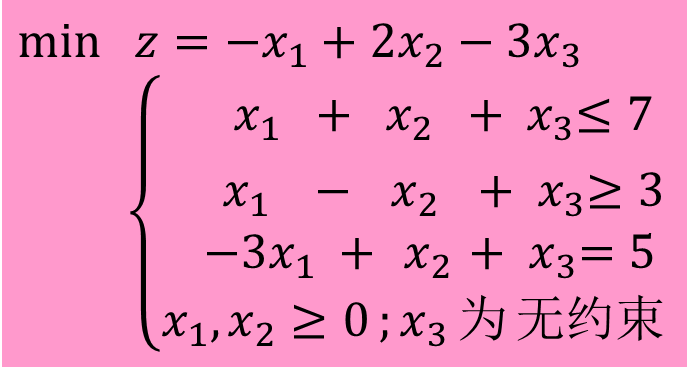 min z = −x₁ + 2x₂ − 3x₃
x₁ + x₂ + x₃ ≤ 7
x₁ − x₂ + x₃ ≥ 3
−3x₁ + x₂ + x₃ = 5
x₁, x₂ ≥ 0 ; x₃ 为 无约束